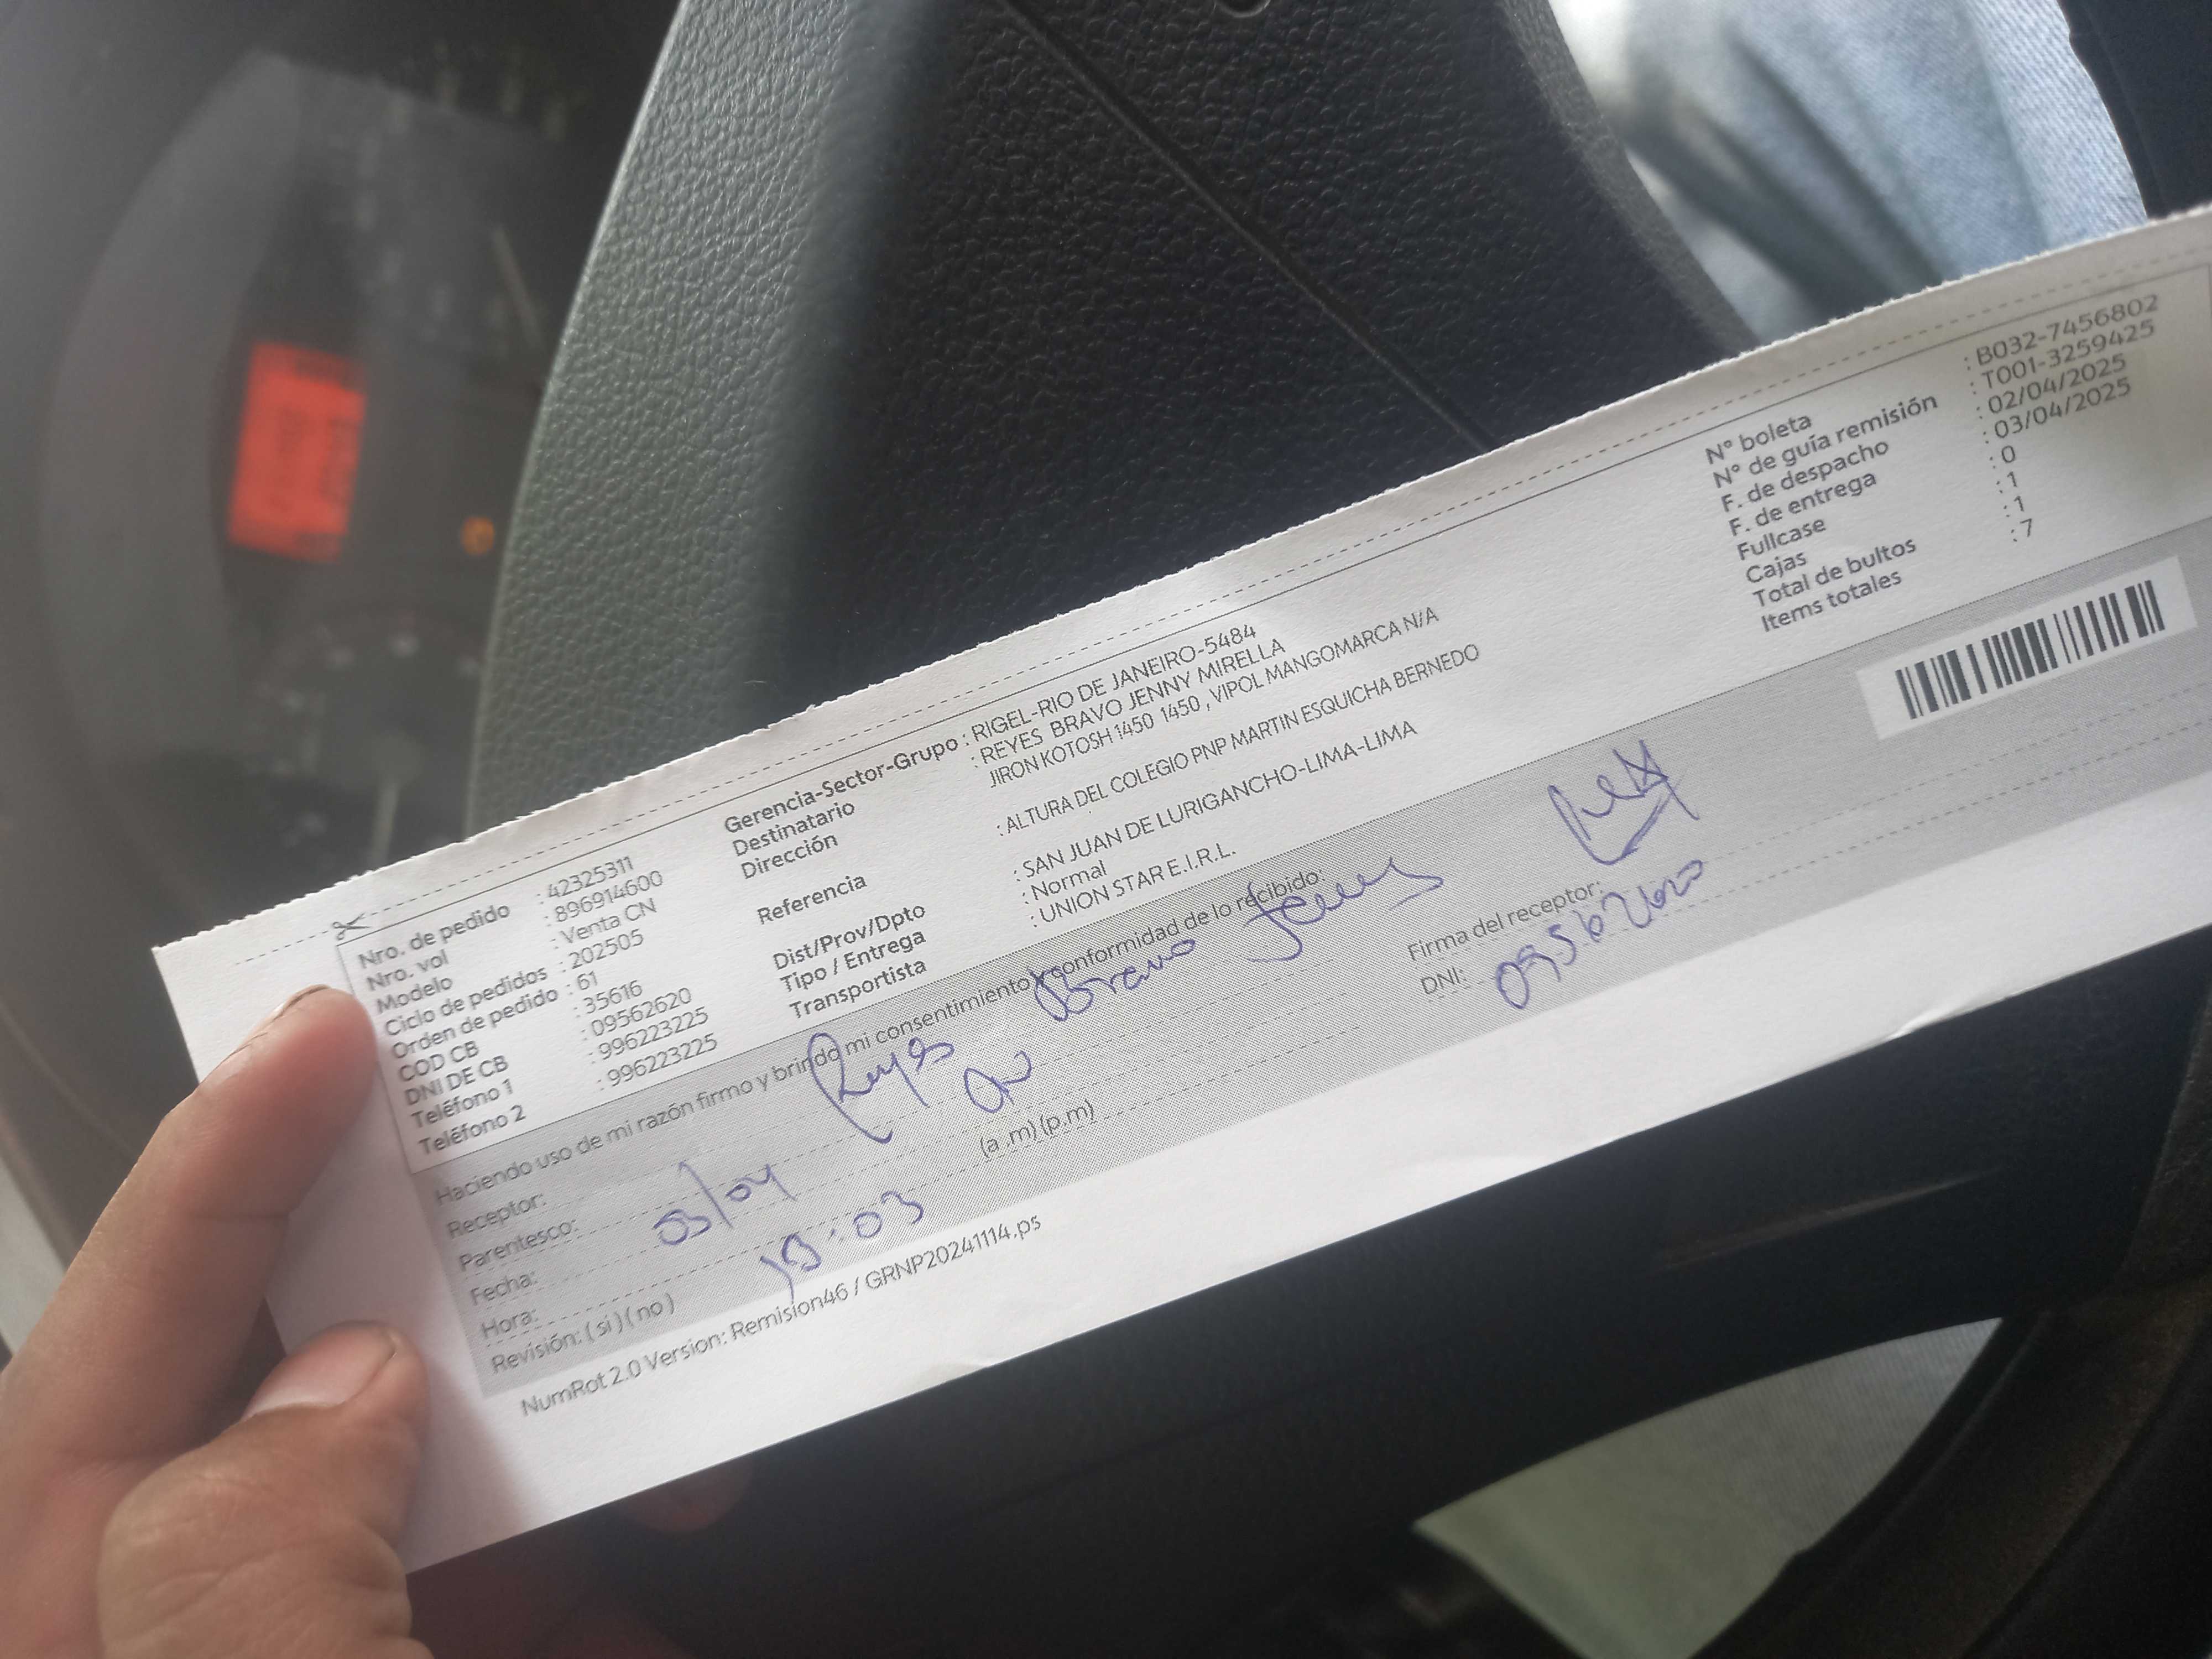 Nro. de pedido : 42325311
Nro. vol : 896914600
Modelo : Venta CN
Ciclo de pedidos : 202505
Orden de pedido : 61
COD CB : 35616
DNI DE CB : 09562620
Teléfono 1 : 996223225
Teléfono 2 : 996223225
Gerencia-Sector-Grupo : RIGEL-RIO DE JANEIRO-5484
Destinatario : REYES BRAVO JENNY MIRELLA
Dirección JIRON KOTOSH 1450 1450 , VIPOL MANGOMARCA N/A
Referencia : ALTURA DEL COLEGIO PNP MARTIN ESQUICHA BERNEDO
Dist/Prov/Dpto : SAN JUAN DE LURIGANCHO-LIMA-LIMA
Tipo / Entrega : Normal
Transportista : UNION STAR E.I.R.L.
N° boleta : B032-7456802
N° de guía remisión : T001-3259425
F. de despacho : 02/04/2025
F. de entrega : 03/04/2025
Fullcase : 0
Cajas : 1
Total de bultos : 1
Items totales : 7
Haciendo uso de mi razón firmo y brindo mi consentimiento y conformidad de lo recibido:
Receptor: Reyes Bravo Jenny
Parentesco:
Fecha: 03/04
Hora: :03 (a .m) (p.m)
Revisión: ( si ) ( no )
Firma del receptor:
DNI: 09562620
NumRot 2.0 Version: Remision46 / GRNP20241114.ps